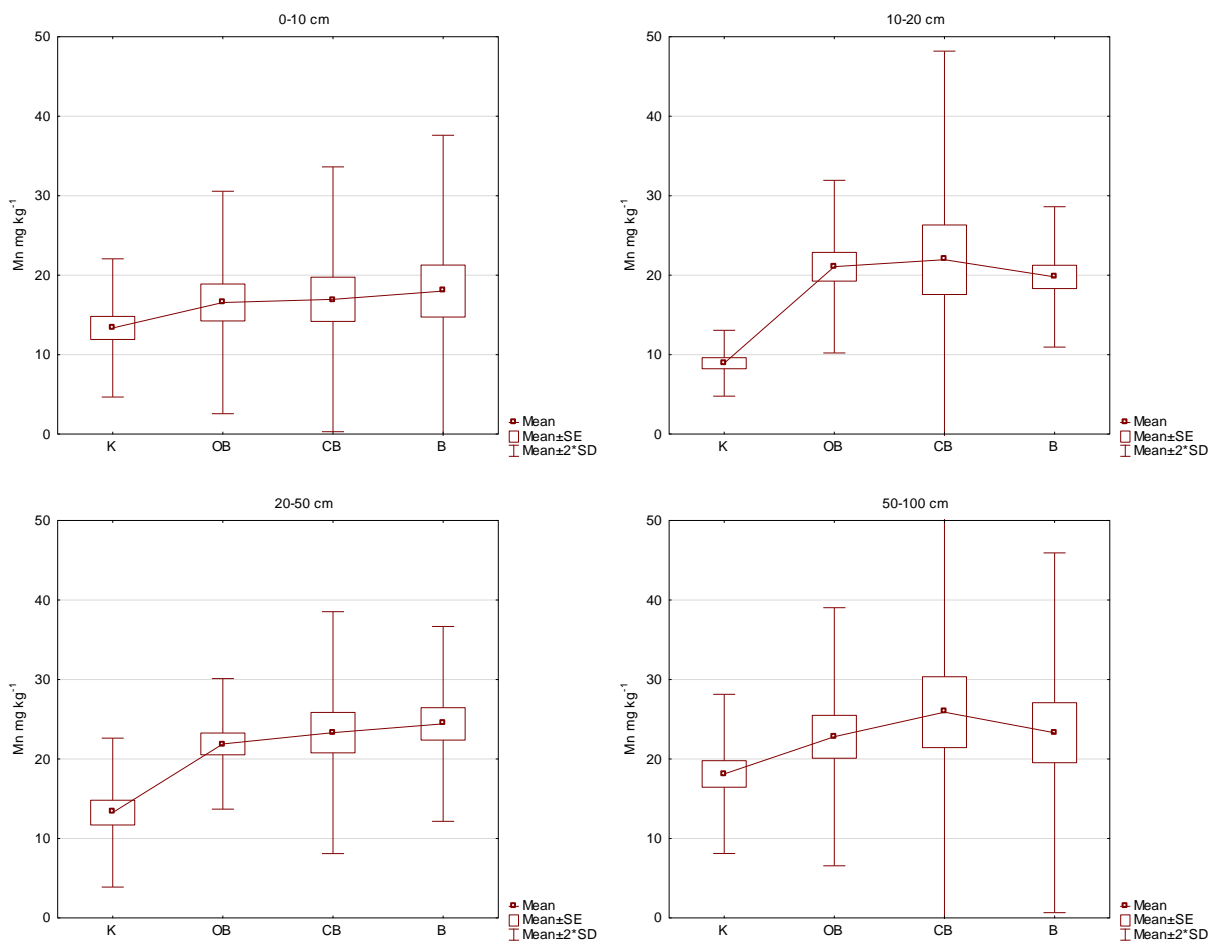 0-10 cm
50
40
30
20
10
0
Mn mg kg-1
K OB CB B
Mean
Mean±SE
Mean±2*SD
10-20 cm
50
40
30
20
10
0
Mn mg kg-1
K OB CB B
Mean
Mean±SE
Mean±2*SD
20-50 cm
50
40
30
20
10
0
Mn mg kg-1
K OB CB B
Mean
Mean±SE
Mean±2*SD
50-100 cm
50
40
30
20
10
0
Mn mg kg-1
K OB CB B
Mean
Mean±SE
Mean±2*SD